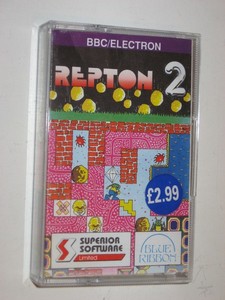 BBC/ELECTRON
REPTON 2
£2.99
SUPERIOR
SOFTWARE
Limited
BLUE
RIBBON